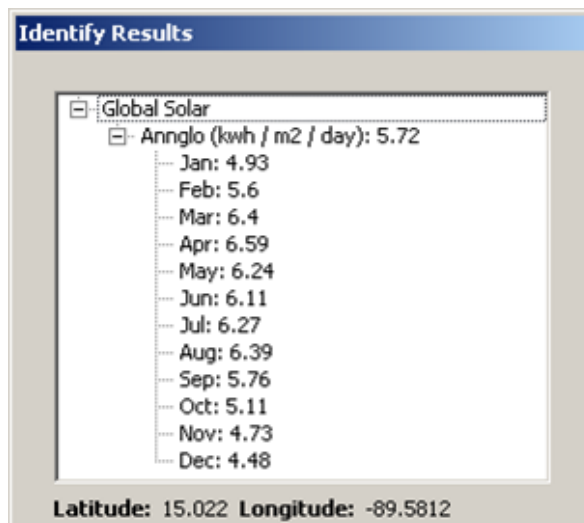 Identify Results
Global Solar
Annglo (kwh / m2 / day): 5.72
Jan: 4.93
Feb: 5.6
Mar: 6.4
Apr: 6.59
May: 6.24
Jun: 6.11
Jul: 6.27
Aug: 6.39
Sep: 5.76
Oct: 5.11
Nov: 4.73
Dec: 4.48
Latitude: 15.022 Longitude: -89.5812